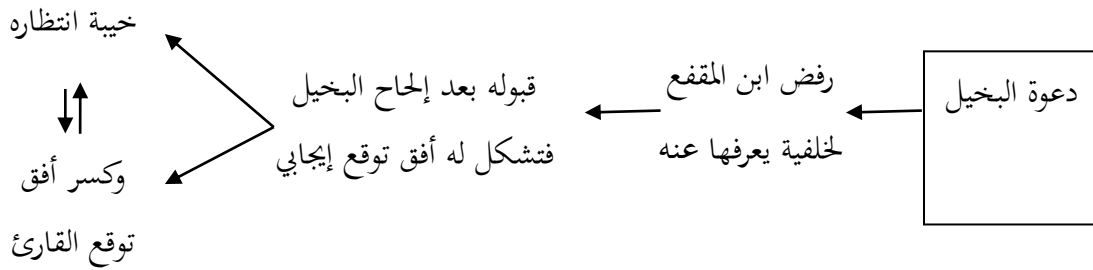 دعوة البخيل
رفض ابن المقفع
لخلفية يعرفها عنه
قبوله بعد إلحاح البخيل
فتشكل له أفق توقع إيجابي
خيبة انتظاره
وكسر أفق
توقع القارئ